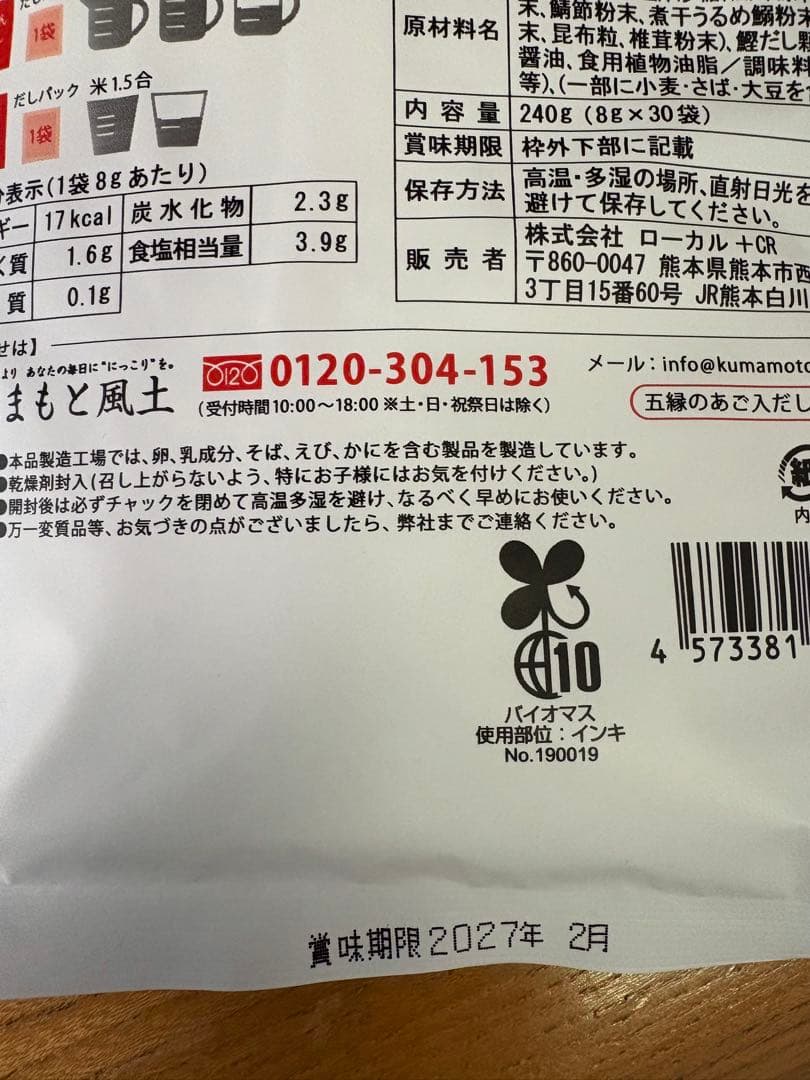 1袋
だしパック 米1.5合
1袋
表示(1袋8gあたり)
ギー 17kcal 炭水化物 2.3g
質 1.6g 食塩相当量 3.9g
質 0.1g
原材料名
末、鯖節粉末、煮干うるめ鰯粉末
末、昆布粒、椎茸粉末)、鰹だし顆
醤油、食用植物油脂/調味料
等)、(一部に小麦・さば・大豆を
内容量 240g(8g×30袋)
賞味期限 枠外下部に記載
保存方法 高温・多湿の場所、直射日光を
避けて保存してください。
販売者 株式会社 ローカル+CR
〒860-0047 熊本県熊本市西
3丁目15番60号 JR熊本白川
せは】
より あなたの毎日に"にっこり"を。
まもと風土
0120
0120-304-153
(受付時間10:00〜18:00 ※土・日・祝祭日は除く)
メール:info@kumamoto
五縁のあご入だし
●本品製造工場では、卵、乳成分、そば、えび、かにを含む製品を製造しています。
●乾燥剤封入(召し上がらないよう、特にお子様にはお気を付けください。)
●開封後は必ずチャックを閉めて高温多湿を避け、なるべく早めにお使いください。
●万一変質品等、お気づきの点がございましたら、弊社までご連絡ください。
紙
内
10
バイオマス
使用部位:インキ
No.190019
4 573381
賞味期限2027年 2月